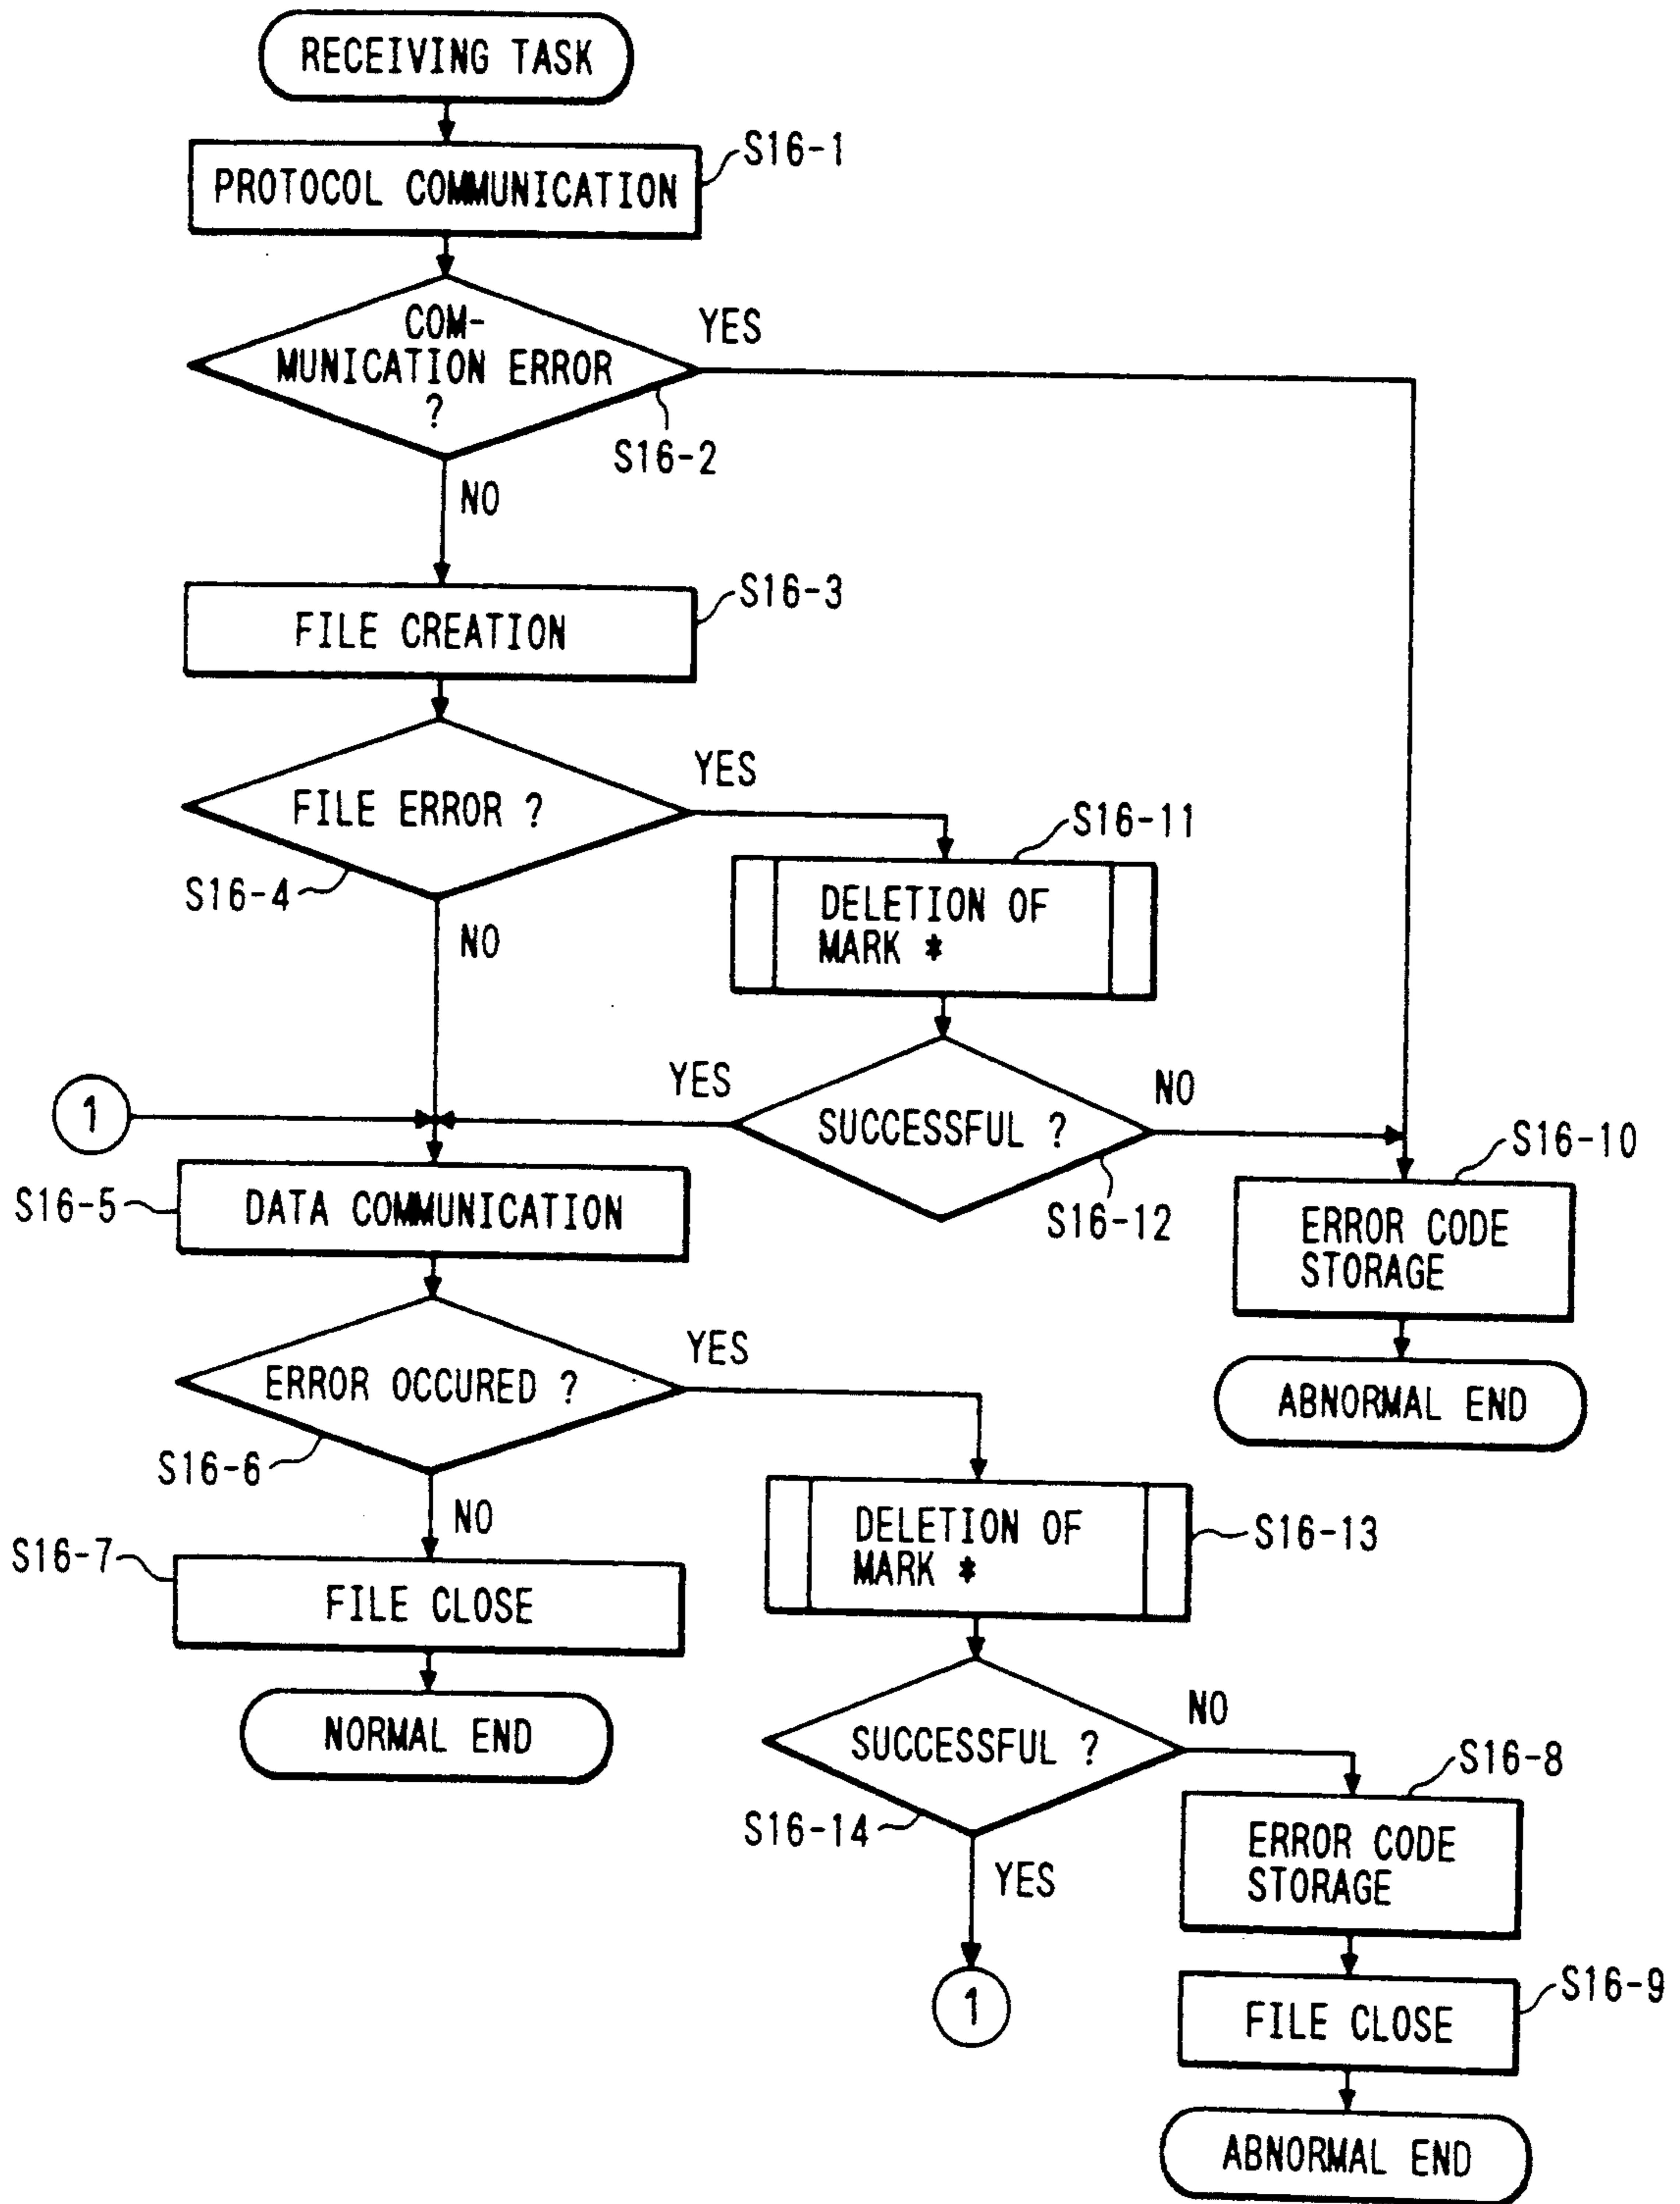 RECEIVING TASK
S16-1
PROTOCOL COMMUNICATION
COM-
MUNICATION ERROR
?
YES
S16-2
NO
S16-3
FILE CREATION
FILE ERROR ?
YES
S16-4
NO
S16-11
DELETION OF
MARK *
1
YES
SUCCESSFUL ?
NO
S16-12
S16-10
ERROR CODE
STORAGE
ABNORMAL END
S16-5
DATA COMMUNICATION
ERROR OCCURED ?
YES
S16-6
NO
S16-13
DELETION OF
MARK *
S16-7
FILE CLOSE
NORMAL END
SUCCESSFUL ?
NO
S16-14
YES
1
S16-8
ERROR CODE
STORAGE
S16-9
FILE CLOSE
ABNORMAL END